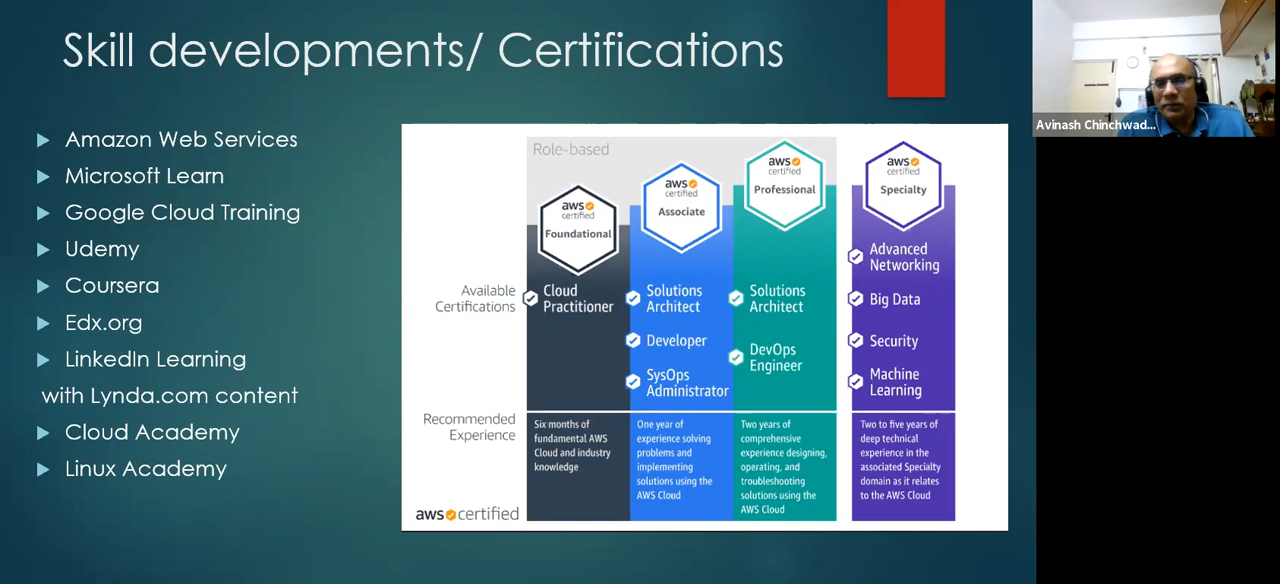 Skill developments/ Certifications
Amazon Web Services
Microsoft Learn
Google Cloud Training
Udemy
Coursera
Edx.org
LinkedIn Learning
with Lynda.com content
Cloud Academy
Linux Academy
Role-based
aws
certified
Foundational
aws
certified
Associate
aws
certified
Professional
aws
certified
Specialty
Available
Certifications
Cloud
Practitioner
Solutions
Architect
Developer
SysOps
Administrator
Solutions
Architect
DevOps
Engineer
Advanced
Networking
Big Data
Security
Machine
Learning
Recommended
Experience
Six months of
fundamental AWS
Cloud and industry
knowledge
One year of
experience solving
problems and
implementing
solutions using the
AWS Cloud
Two years of
comprehensive
experience designing,
operating, and
troubleshooting
solutions using the
AWS Cloud
Two to five years of
deep technical
experience in the
associated Specialty
domain as it relates
to the AWS Cloud
aws certified
Avinash Chinchwad...